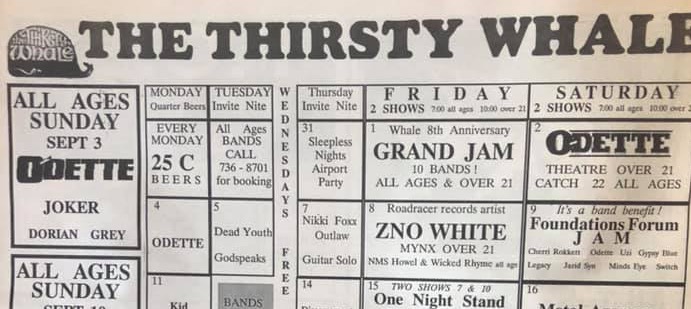 THE THIRSTY WHALE
THE THIRSTY WHALE
ALL AGES
SUNDAY
SEPT 3
ODETTE
JOKER
DORIAN GREY
ALL AGES
SUNDAY
MONDAY
Quarter Beers
EVERY
MONDAY
25 C
BEERS
4
ODETTE
11
Kid
TUESDAY
Invite Nite
All Ages
BANDS
CALL
736 - 8701
for booking
5
Dead Youth
Godspeaks
BANDS
WEDNESDAYS FREE
Thursday
Invite Nite
31
Sleepless
Nights
Airport
Party
7
Nikki Foxx
Outlaw
Guitar Solo
14
FRIDAY
2 SHOWS 7:00 all ages 10:00 over 21
1 Whale 8th Anniversary
GRAND JAM
10 BANDS !
ALL AGES & OVER 21
8 Roadracer records artist
ZNO WHITE
MYNX OVER 21
NMS Howel & Wicked Rhyme all age
15 TWO SHOWS 7 & 10
One Night Stand
SATURDAY
2 SHOWS 7:00 all ages 10:00 over 2
2
ODETTE
THEATRE OVER 21
CATCH 22 ALL AGES
9 It's a band benefit !
Foundations Forum
JAM
Cherri Rokkett Odette Uzi Gypsy Blue
Legacy Jarid Syn Minds Eye Switch
16